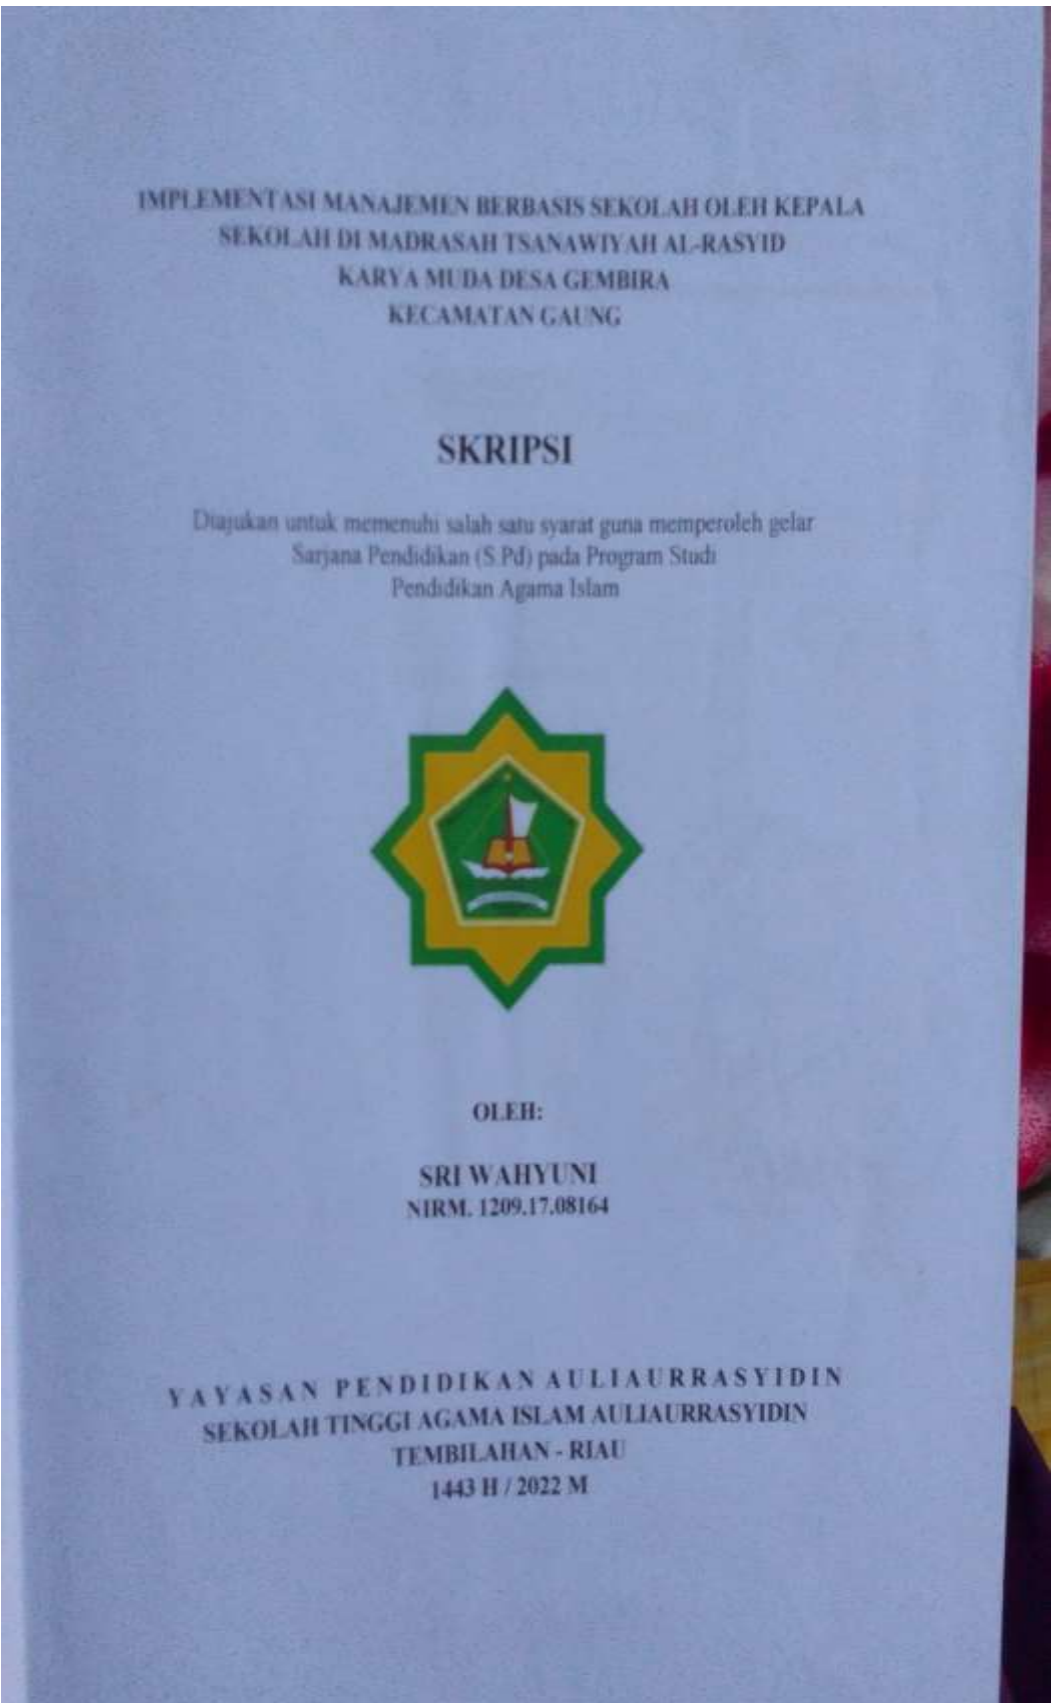 IMPLEMENTASI MANAJEMEN BERBASIS SEKOLAH OLEH KEPALA
SEKOLAH DI MADRASAH TSANAWIYAH AL-RASYID
KARYA MUDA DESA GEMBIRA
KECAMATAN GAUNG
SKRIPSI
Diajukan untuk memenuhi salah satu syarat guna memperoleh gelar
Sarjana Pendidikan (S.Pd) pada Program Studi
Pendidikan Agama Islam
OLEH:
SRI WAHYUNI
NIRM. 1209.17.08164
YAYASAN PENDIDIKAN AULIAURRASYIDIN
SEKOLAH TINGGI AGAMA ISLAM AULIAURRASYIDIN
TEMBILAHAN - RIAU
1443 H / 2022 M